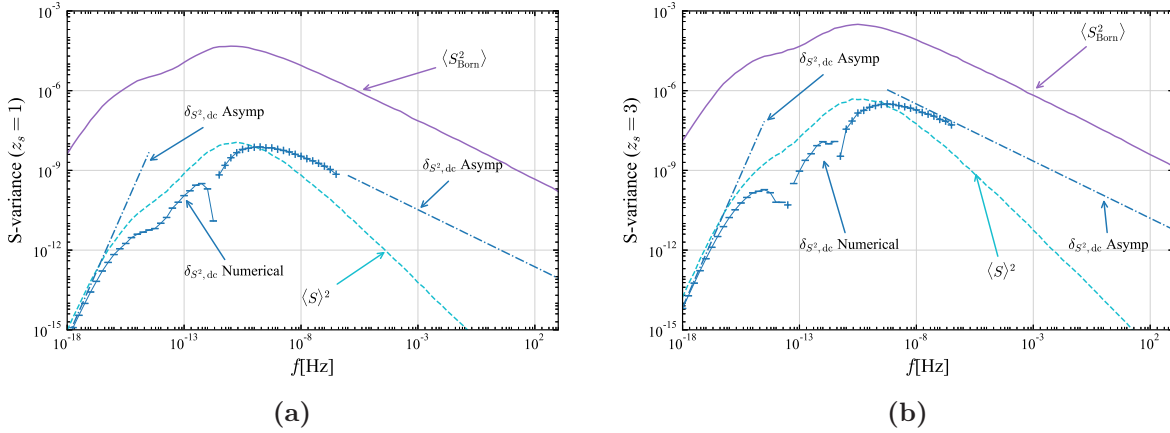 S-variance (z_s = 1)
10^{-3}
10^{-6}
10^{-9}
10^{-12}
10^{-15}
⟨S²_Born⟩
δ_{S²,dc} Asymp
δ_{S²,dc} Asymp
δ_{S²,dc} Numerical
⟨S⟩²
10^{-18} 10^{-13} 10^{-8} 10^{-3} 10^{2}
f[Hz]
(a)
S-variance (z_s = 3)
10^{-3}
10^{-6}
10^{-9}
10^{-12}
10^{-15}
⟨S²_Born⟩
δ_{S²,dc} Asymp
δ_{S²,dc} Numerical
δ_{S²,dc} Asymp
⟨S⟩²
10^{-18} 10^{-13} 10^{-8} 10^{-3} 10^{2}
f[Hz]
(b)